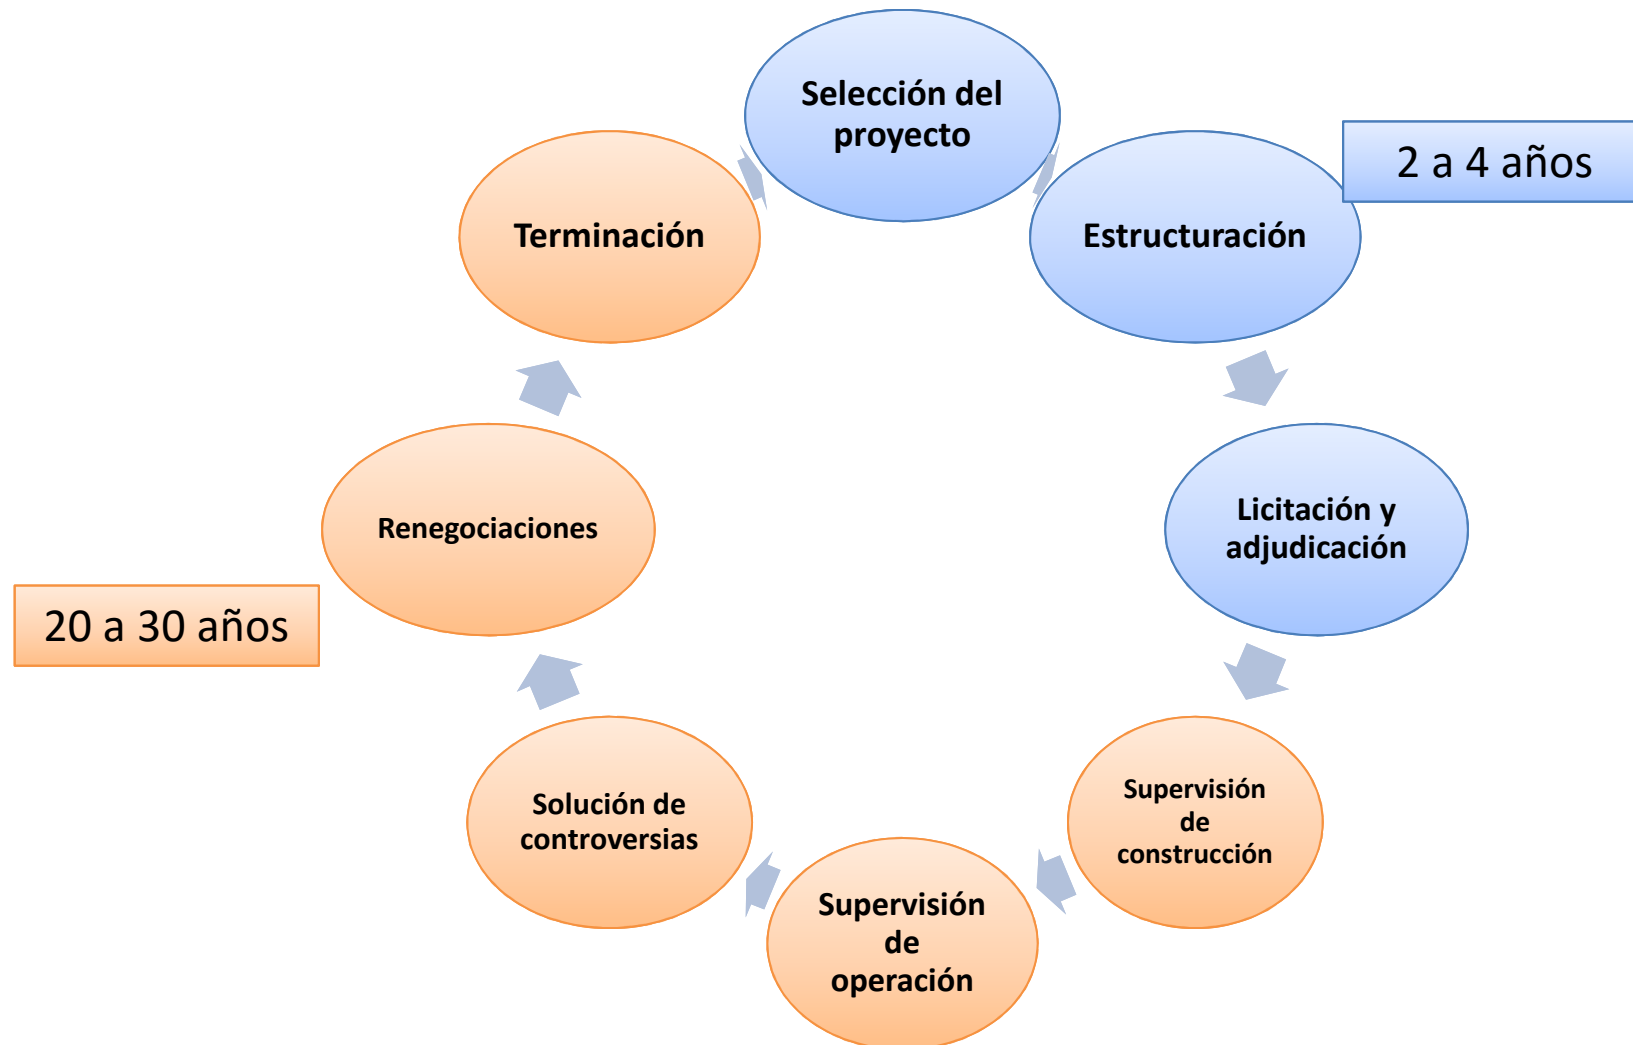 Selección del
proyecto
2 a 4 años
Estructuración
Licitación y
adjudicación
Supervisión
de
construcción
Supervisión
de
operación
Solución de
controversias
20 a 30 años
Renegociaciones
Terminación